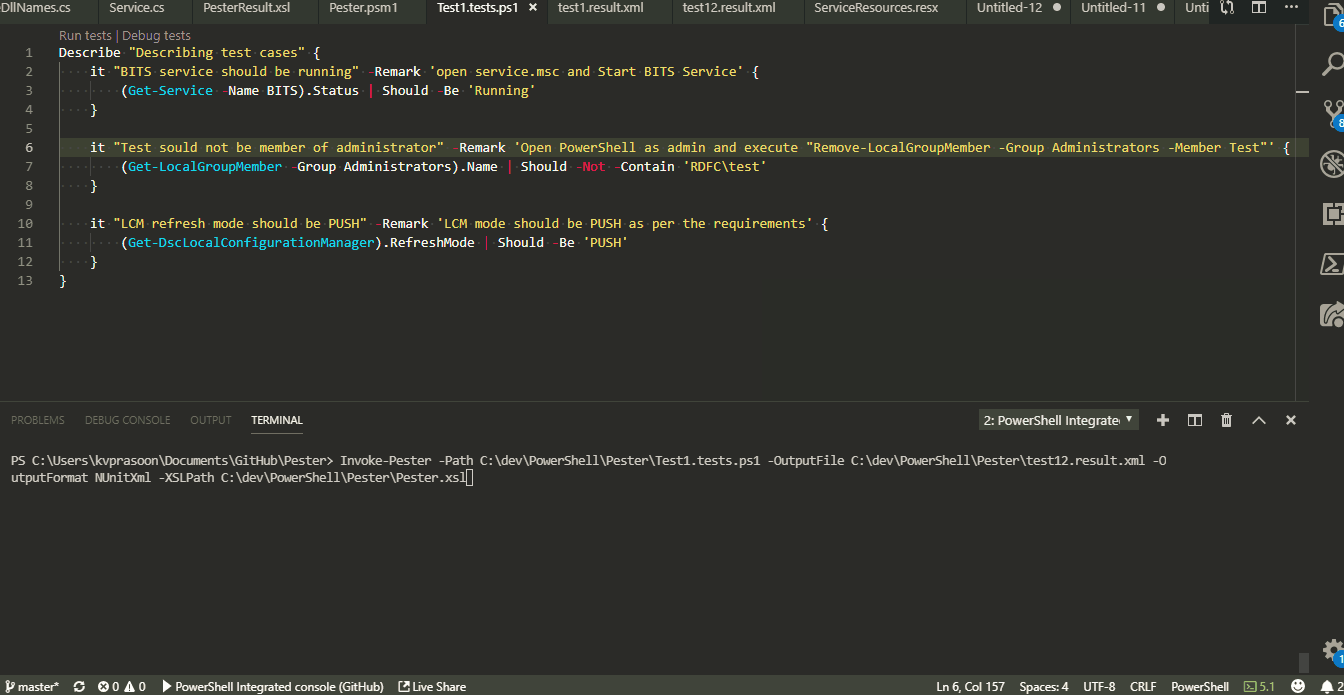 DllNames.cs Service.cs PesterResult.xsl Pester.psm1 Test1.tests.ps1 × test1.result.xml test12.result.xml ServiceResources.resx Untitled-12 ● Untitled-11 ● Unti ···
Run tests | Debug tests
1 Describe "Describing test cases" {
2 it "BITS service should be running" -Remark 'open service.msc and Start BITS Service' {
3 (Get-Service -Name BITS).Status | Should -Be 'Running'
4 }
5
6 it "Test sould not be member of administrator" -Remark 'Open PowerShell as admin and execute "Remove-LocalGroupMember -Group Administrators -Member Test"' {
7 (Get-LocalGroupMember -Group Administrators).Name | Should -Not -Contain 'RDFC\test'
8 }
9
10 it "LCM refresh mode should be PUSH" -Remark 'LCM mode should be PUSH as per the requirements' {
11 (Get-DscLocalConfigurationManager).RefreshMode | Should -Be 'PUSH'
12 }
13 }
6
8
PROBLEMS DEBUG CONSOLE OUTPUT TERMINAL 2: PowerShell Integrate
PS C:\Users\kvprasoon\Documents\GitHub\Pester> Invoke-Pester -Path C:\dev\PowerShell\Pester\Test1.tests.ps1 -OutputFile C:\dev\PowerShell\Pester\test12.result.xml -O
utputFormat NUnitXml -XSLPath C:\dev\PowerShell\Pester\Pester.xsl
1
master* 0 0 PowerShell Integrated console (GitHub) Live Share Ln 6, Col 157 Spaces: 4 UTF-8 CRLF PowerShell 5.1 2